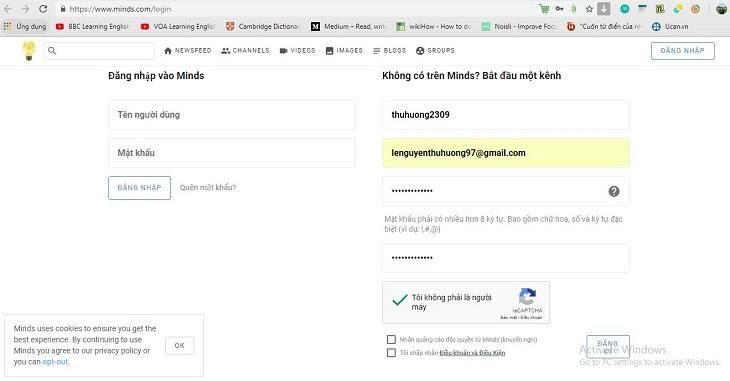 https://www.minds.com/login
Ứng dụng BBC Learning English VOA Learning English Cambridge Dictionary Medium – Read, writ wikiHow - How to do Noisli - Improve Focu "Cuốn từ điển của nh Ucan.vn
NEWSFEED CHANNELS VIDEOS IMAGES BLOGS GROUPS ĐĂNG NHẬP
Đăng nhập vào Minds
Tên người dùng
Mật khẩu
ĐĂNG NHẬP Quên mật khẩu?
Không có trên Minds? Bắt đầu một kênh
thuhuong2309
lenguyenthuhuong97@gmail.com
•••••••••••••
Mật khẩu phải có nhiều hơn 8 ký tự. Bao gồm chữ hoa, số và ký tự đặc
biệt (ví dụ: !,#,@)
•••••••••••••
Tôi không phải là người
máy
reCAPTCHA
Bảo mật - Điều khoản
Nhận quảng cáo độc quyền từ Minds (khuyến nghị)
Tôi chấp nhận Điều khoản và Điều Kiện
ĐĂNG
Minds uses cookies to ensure you get the
best experience. By continuing to use
Minds you agree to our privacy policy or
you can opt-out.
OK
Activate Windows
Go to PC settings to activate Windows.